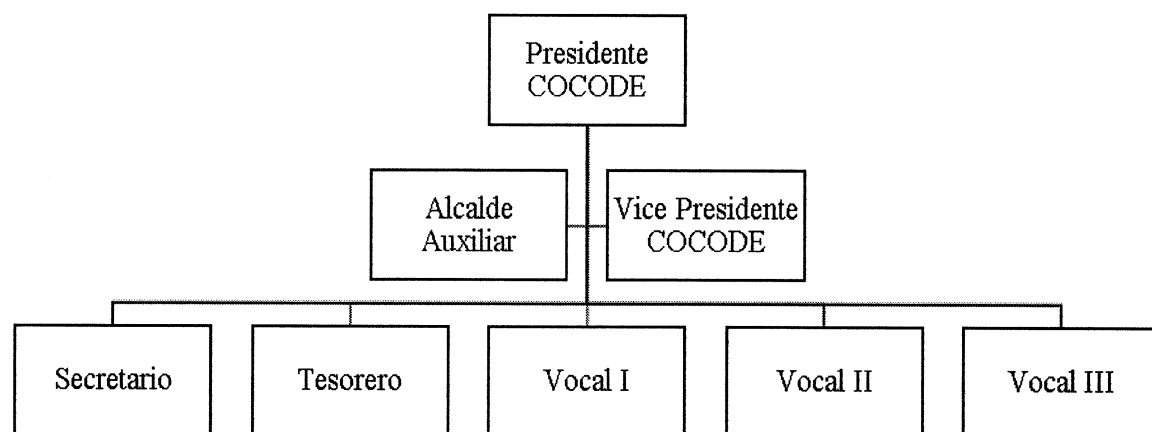 Presidente
COCODE
Alcalde
Auxiliar
Vice Presidente
COCODE
Secretario
Tesorero
Vocal I
Vocal II
Vocal III